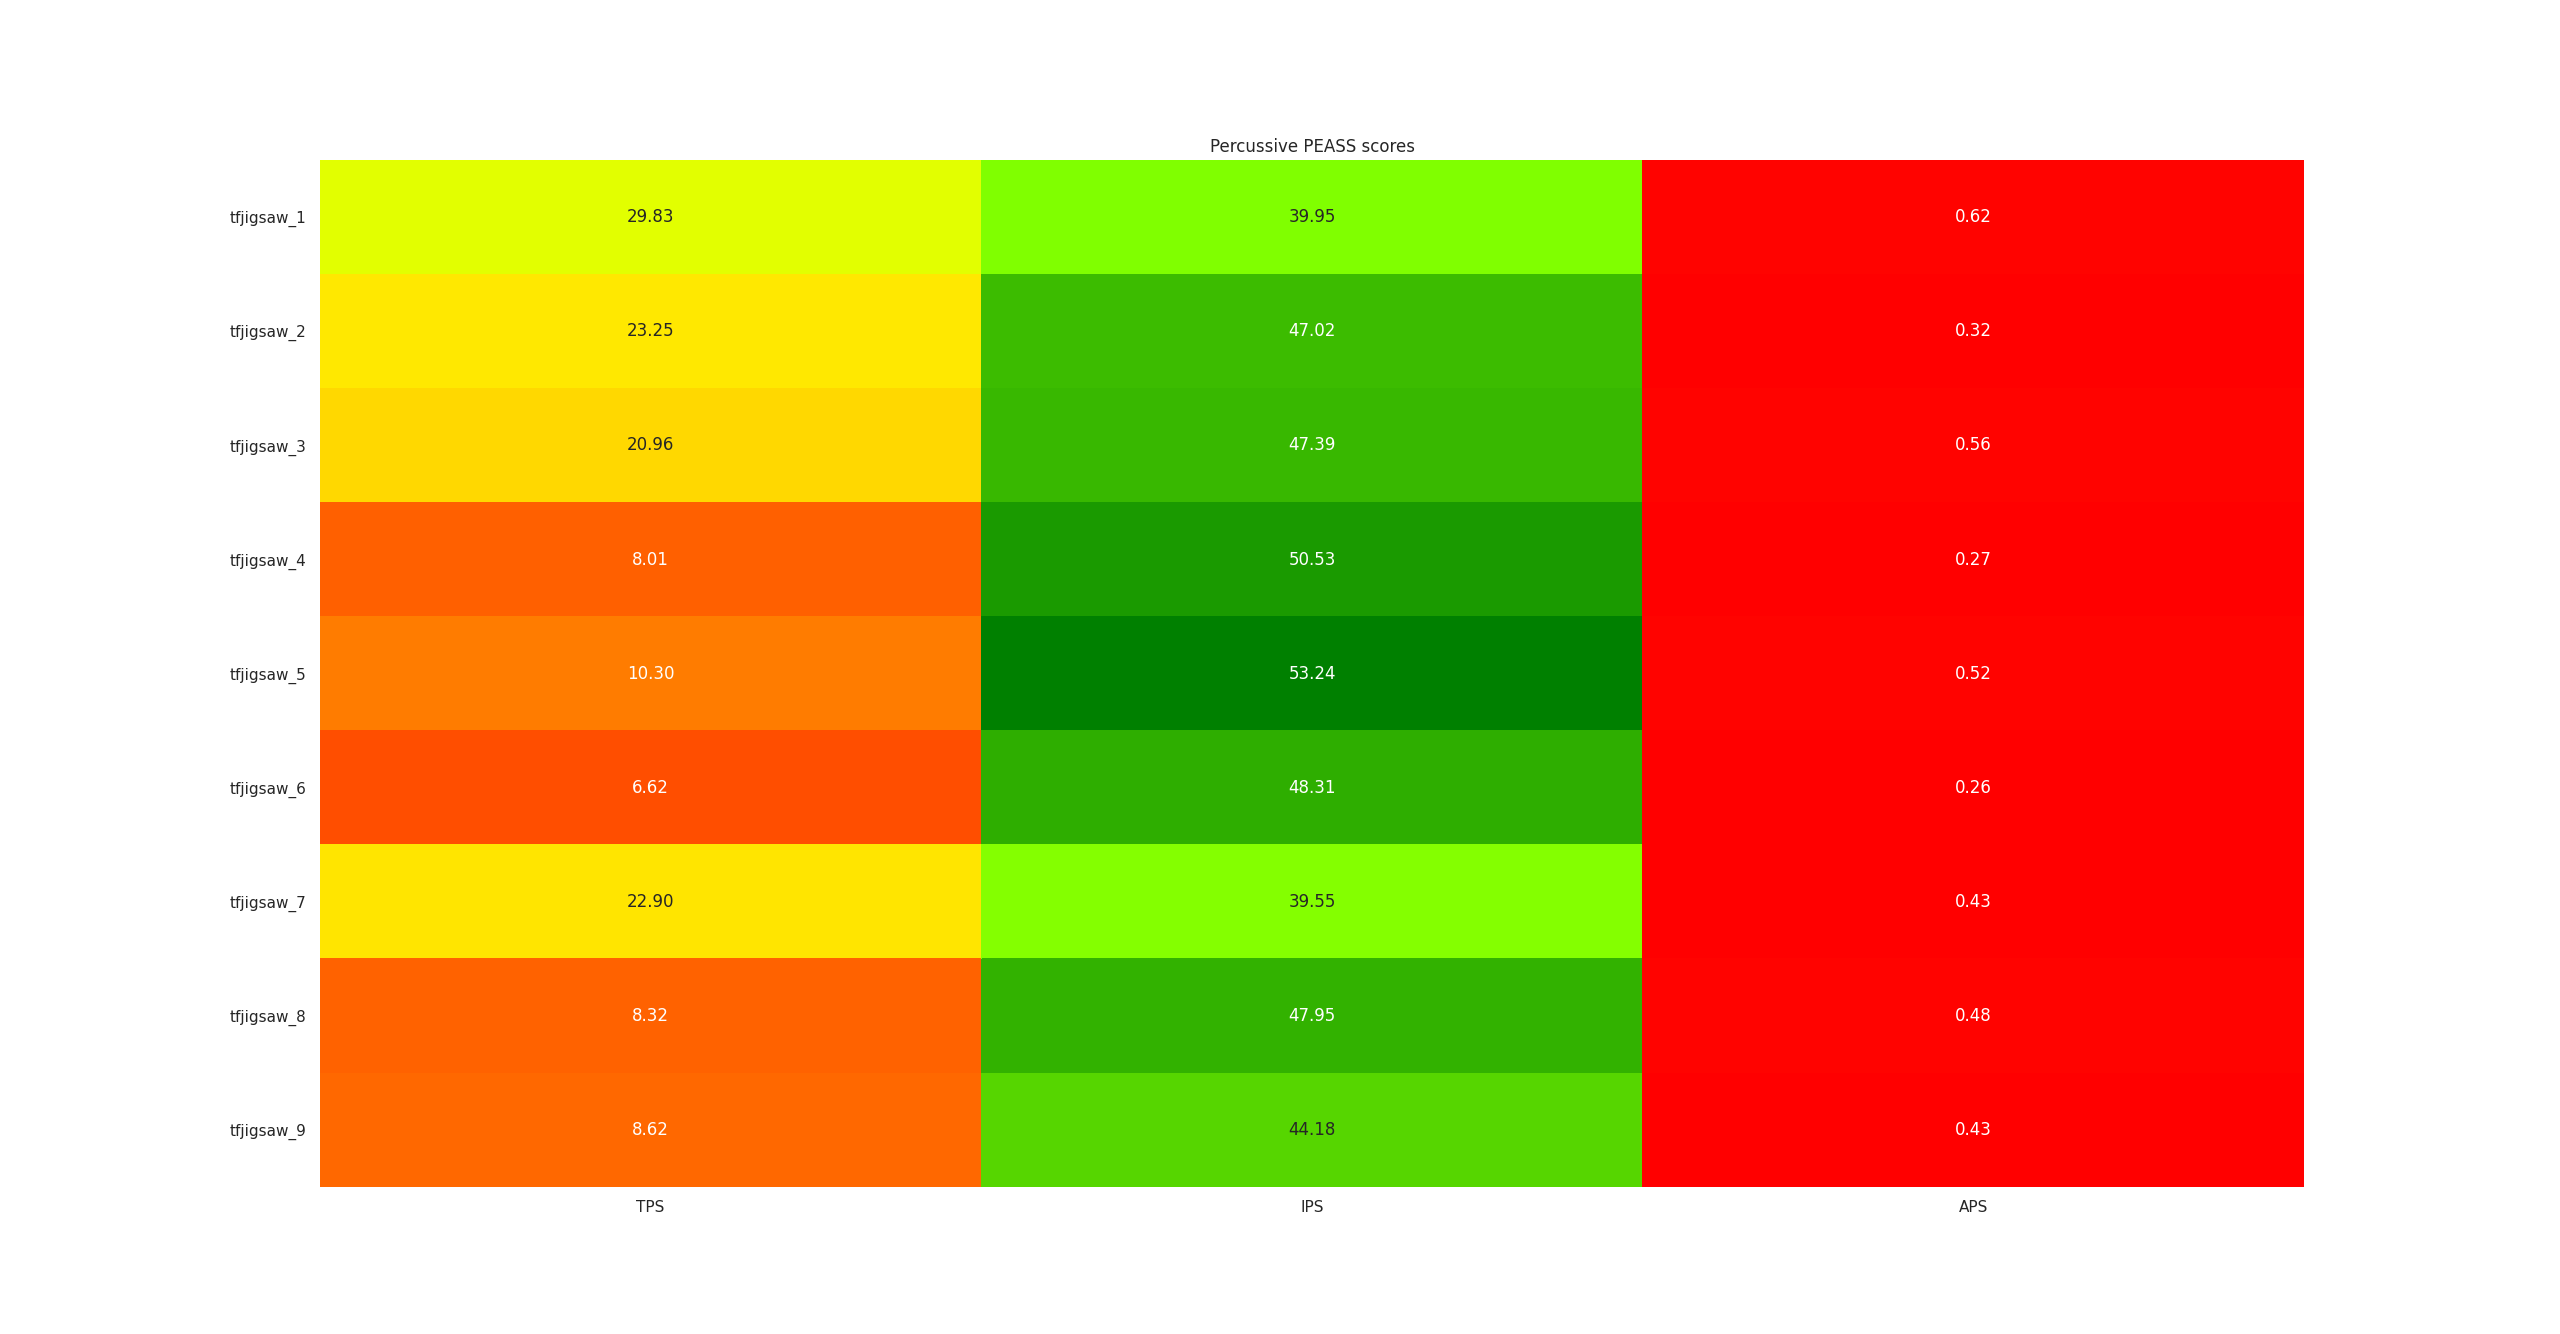 Percussive PEASS scores
tfjigsaw_1 29.83 39.95 0.62
tfjigsaw_2 23.25 47.02 0.32
tfjigsaw_3 20.96 47.39 0.56
tfjigsaw_4 8.01 50.53 0.27
tfjigsaw_5 10.30 53.24 0.52
tfjigsaw_6 6.62 48.31 0.26
tfjigsaw_7 22.90 39.55 0.43
tfjigsaw_8 8.32 47.95 0.48
tfjigsaw_9 8.62 44.18 0.43
TPS IPS APS